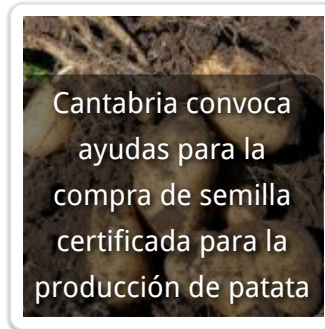 Cantabria convoca
ayudas para la
compra de semilla
certificada para la
producción de patata